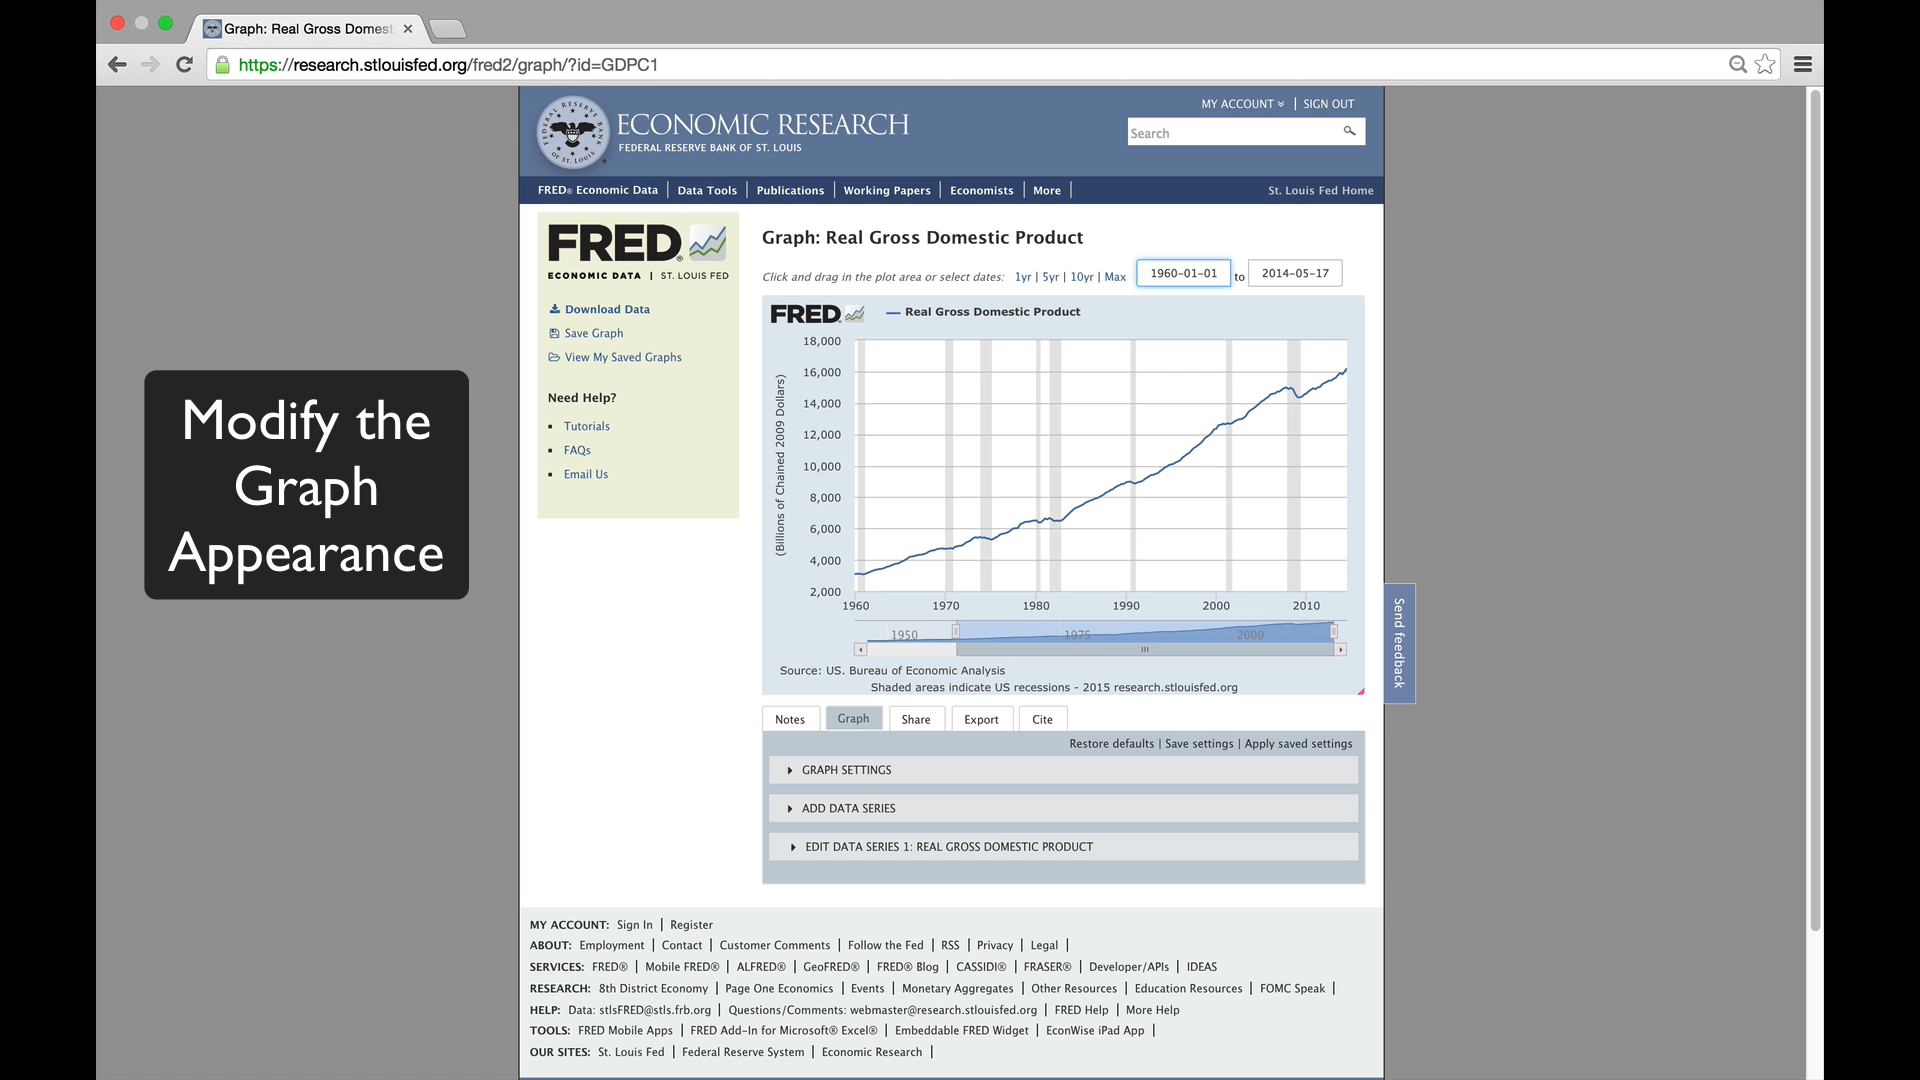 Graph: Real Gross Domest
https://research.stlouisfed.org/fred2/graph/?id=GDPC1
MY ACCOUNT | SIGN OUT
ECONOMIC RESEARCH
FEDERAL RESERVE BANK OF ST. LOUIS
Search
FEDERAL RESERVE BANK OF ST. LOUIS
FRED® Economic Data | Data Tools | Publications | Working Papers | Economists | More |
St. Louis Fed Home
FRED®
ECONOMIC DATA | ST. LOUIS FED
Download Data
Save Graph
View My Saved Graphs
Need Help?
Tutorials
FAQs
Email Us
Modify the
Graph
Appearance
Graph: Real Gross Domestic Product
Click and drag in the plot area or select dates: 1yr | 5yr | 10yr | Max 1960-01-01 to 2014-05-17
FRED
Real Gross Domestic Product
(Billions of Chained 2009 Dollars)
18,000
16,000
14,000
12,000
10,000
8,000
6,000
4,000
2,000
1960 1970 1980 1990 2000 2010
1950 1975 2000
Source: US. Bureau of Economic Analysis
Shaded areas indicate US recessions - 2015 research.stlouisfed.org
Send feedback
Notes Graph Share Export Cite
Restore defaults | Save settings | Apply saved settings
GRAPH SETTINGS
ADD DATA SERIES
EDIT DATA SERIES 1: REAL GROSS DOMESTIC PRODUCT
MY ACCOUNT: Sign In | Register
ABOUT: Employment | Contact | Customer Comments | Follow the Fed | RSS | Privacy | Legal |
SERVICES: FRED® | Mobile FRED® | ALFRED® | GeoFRED® | FRED® Blog | CASSIDI® | FRASER® | Developer/APIs | IDEAS
RESEARCH: 8th District Economy | Page One Economics | Events | Monetary Aggregates | Other Resources | Education Resources | FOMC Speak |
HELP: Data: stlsFRED@stls.frb.org | Questions/Comments: webmaster@research.stlouisfed.org | FRED Help | More Help
TOOLS: FRED Mobile Apps | FRED Add-In for Microsoft® Excel® | Embeddable FRED Widget | EconWise iPad App |
OUR SITES: St. Louis Fed | Federal Reserve System | Economic Research |